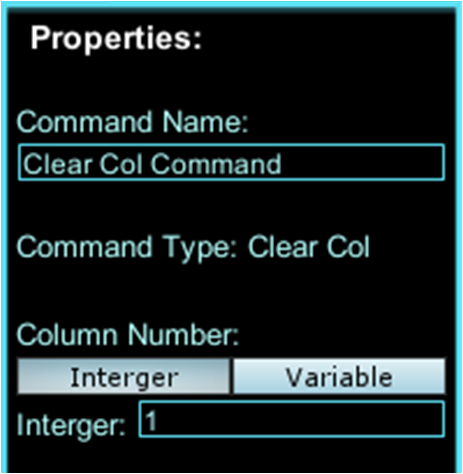 Properties:
Command Name:
Clear Col Command
Command Type: Clear Col
Column Number:
Interger Variable
Interger: 1